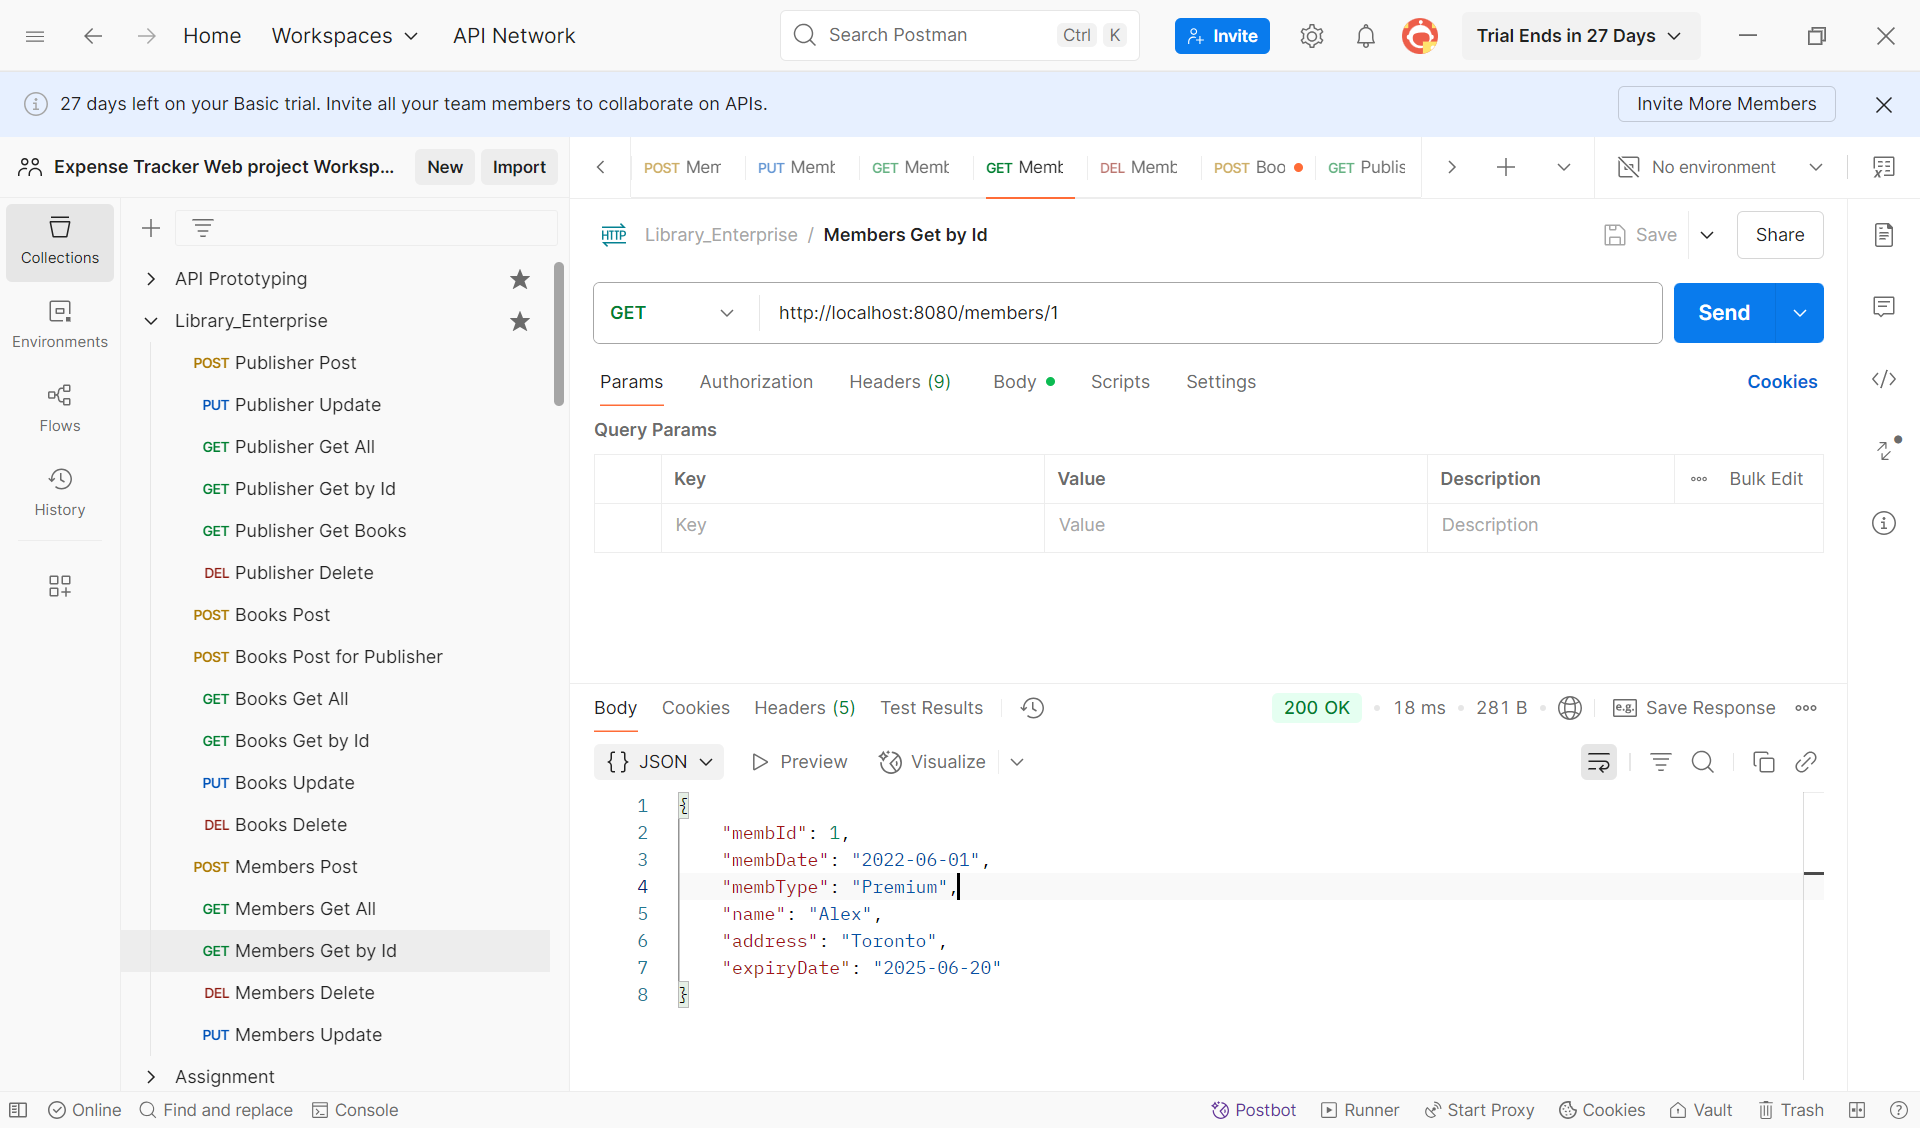 Home
Workspaces
API Network
Search Postman
Ctrl K
Invite
Trial Ends in 27 Days
27 days left on your Basic trial. Invite all your team members to collaborate on APIs.
Invite More Members
Expense Tracker Web project Worksp...
New
Import
POST Mem
PUT Memb
GET Memb
GET Memb
DEL Memb
POST Boo
GET Publis
No environment
Collections
Environments
Flows
History
API Prototyping
Library_Enterprise
POST Publisher Post
PUT Publisher Update
GET Publisher Get All
GET Publisher Get by Id
GET Publisher Get Books
DEL Publisher Delete
POST Books Post
POST Books Post for Publisher
GET Books Get All
GET Books Get by Id
PUT Books Update
DEL Books Delete
POST Members Post
GET Members Get All
GET Members Get by Id
DEL Members Delete
PUT Members Update
Assignment
HTTP
Library_Enterprise / Members Get by Id
Save
Share
GET
http://localhost:8080/members/1
Send
Params
Authorization
Headers (9)
Body
Scripts
Settings
Cookies
Query Params
Key Value Description Bulk Edit
Key Value Description
Body
Cookies
Headers (5)
Test Results
200 OK
18 ms
281 B
e.g. Save Response
{} JSON
Preview
Visualize
1 {
2 "membId": 1,
3 "membDate": "2022-06-01",
4 "membType": "Premium",
5 "name": "Alex",
6 "address": "Toronto",
7 "expiryDate": "2025-06-20"
8 }
Online
Find and replace
Console
Postbot
Runner
Start Proxy
Cookies
Vault
Trash